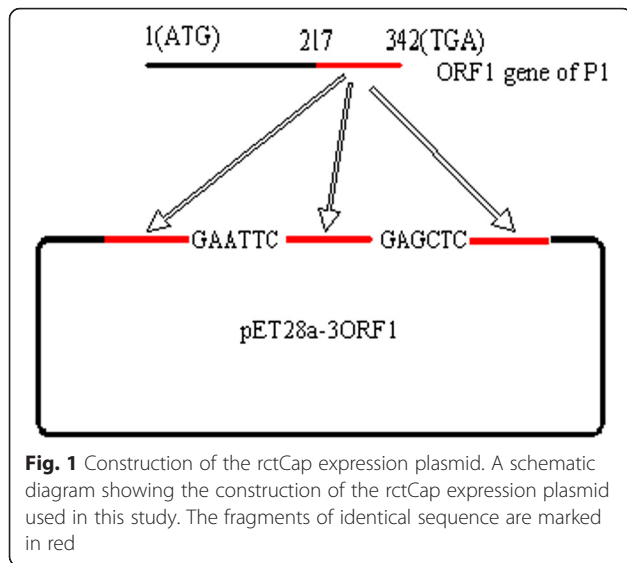 1(ATG) 217 342(TGA)
ORF1 gene of P1
GAATTC GAGCTC
pET28a-3ORF1
Fig. 1 Construction of the rctCap expression plasmid. A schematic
diagram showing the construction of the rctCap expression plasmid
used in this study. The fragments of identical sequence are marked
in red